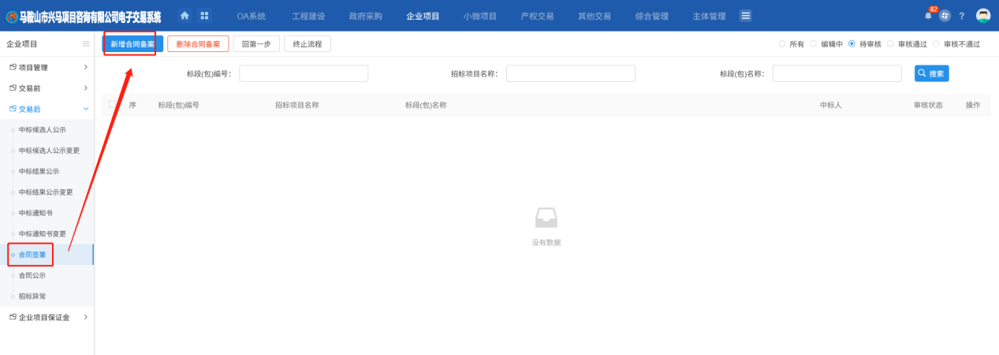 马鞍山市兴马项目咨询有限公司电子交易系统 OA系统 工程建设 政府采购 企业项目 小微项目 产权交易 其他交易 综合管理 主体管理 82 ?
企业项目 新增合同备案 删除合同备案 回第一步 终止流程 所有 编辑中 待审核 审核通过 审核不通过
项目管理
标段(包)编号： 招标项目名称： 标段(包)名称： 搜索
交易前
序 标段(包)编号 招标项目名称 标段(包)名称 中标人 审核状态 操作
交易后
中标候选人公示
中标候选人公示变更
中标结果公示
中标结果公示变更
中标通知书
中标通知书变更
没有数据
合同签署
合同公示
招标异常
企业项目保证金